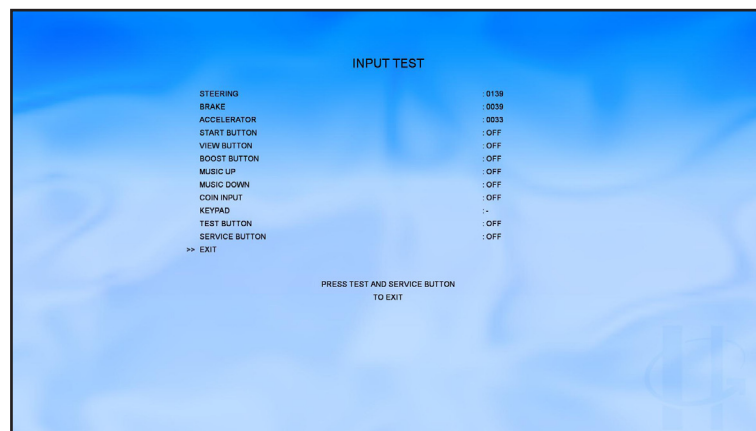 INPUT TEST
STEERING : 0139
BRAKE : 0039
ACCELERATOR : 0033
START BUTTON : OFF
VIEW BUTTON : OFF
BOOST BUTTON : OFF
MUSIC UP : OFF
MUSIC DOWN : OFF
COIN INPUT : OFF
KEYPAD : -
TEST BUTTON : OFF
SERVICE BUTTON : OFF
>> EXIT
PRESS TEST AND SERVICE BUTTON
TO EXIT